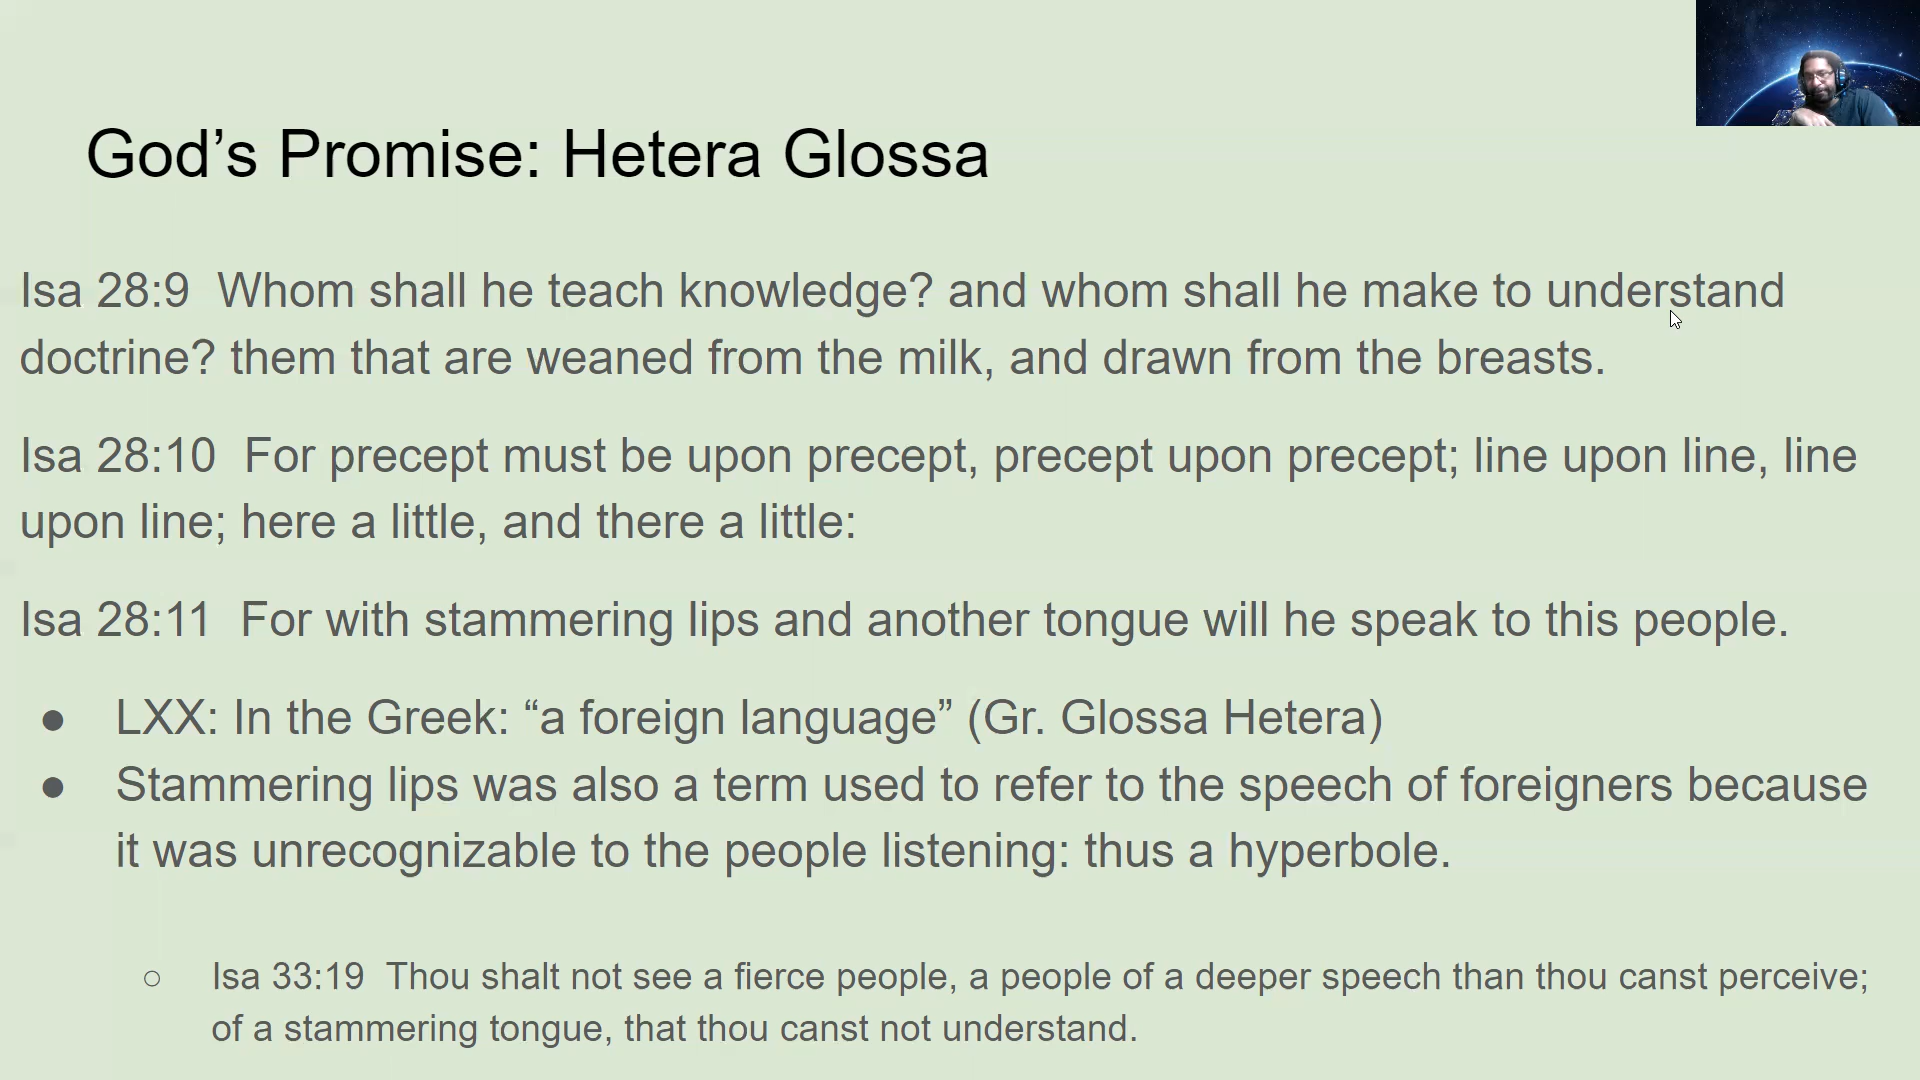 God’s Promise: Hetera Glossa
Isa 28:9  Whom shall he teach knowledge? and whom shall he make to understand
doctrine? them that are weaned from the milk, and drawn from the breasts.
Isa 28:10  For precept must be upon precept, precept upon precept; line upon line, line
upon line; here a little, and there a little:
Isa 28:11  For with stammering lips and another tongue will he speak to this people.
● LXX: In the Greek: “a foreign language” (Gr. Glossa Hetera)
● Stammering lips was also a term used to refer to the speech of foreigners because
it was unrecognizable to the people listening: thus a hyperbole.
○ Isa 33:19  Thou shalt not see a fierce people, a people of a deeper speech than thou canst perceive;
of a stammering tongue, that thou canst not understand.